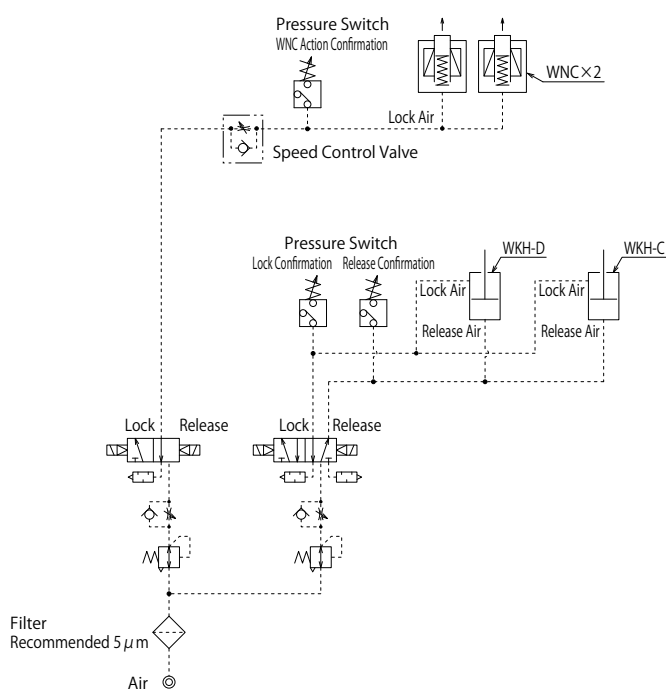 Pressure Switch
WNC Action Confirmation
WNC×2
Lock Air
Speed Control Valve
Pressure Switch
Lock Confirmation Release Confirmation
WKH-D
WKH-C
Lock Air
Lock Air
Release Air
Release Air
Lock Release
Lock Release
Filter
Recommended 5μm
Air